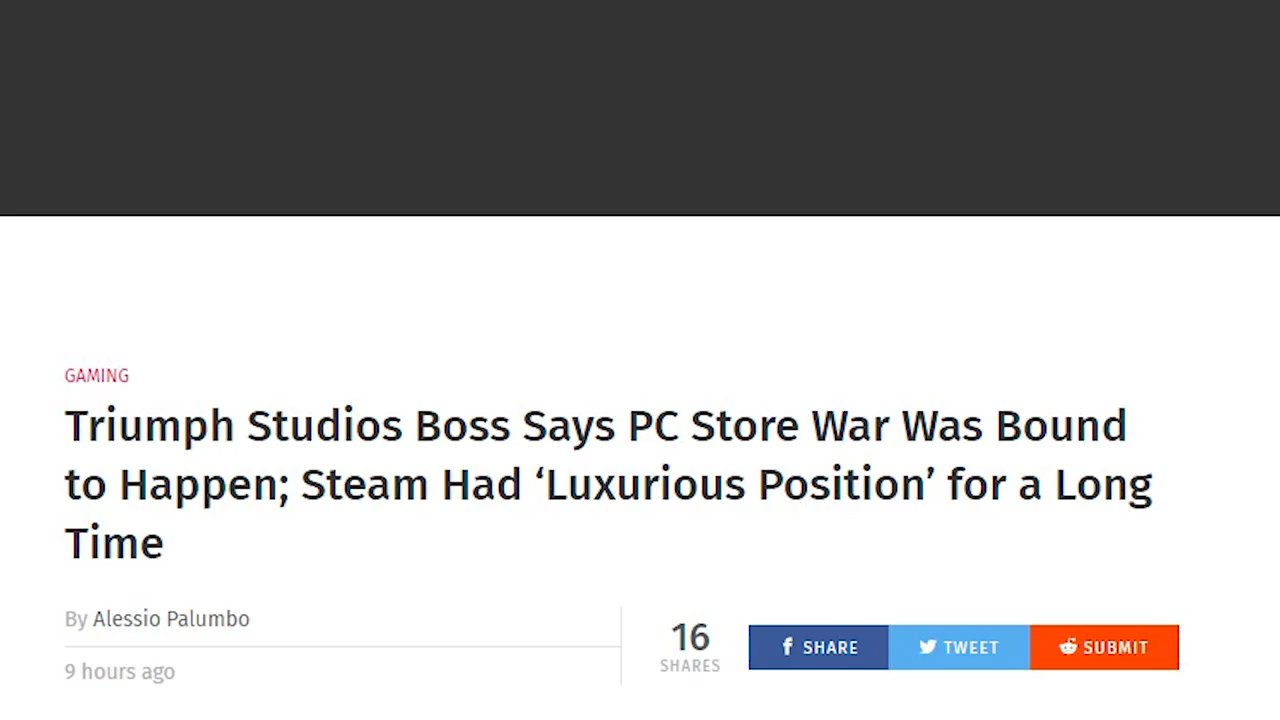 GAMING
Triumph Studios Boss Says PC Store War Was Bound
to Happen; Steam Had ‘Luxurious Position’ for a Long
Time
By Alessio Palumbo
9 hours ago
16
SHARES
SHARE
TWEET
SUBMIT